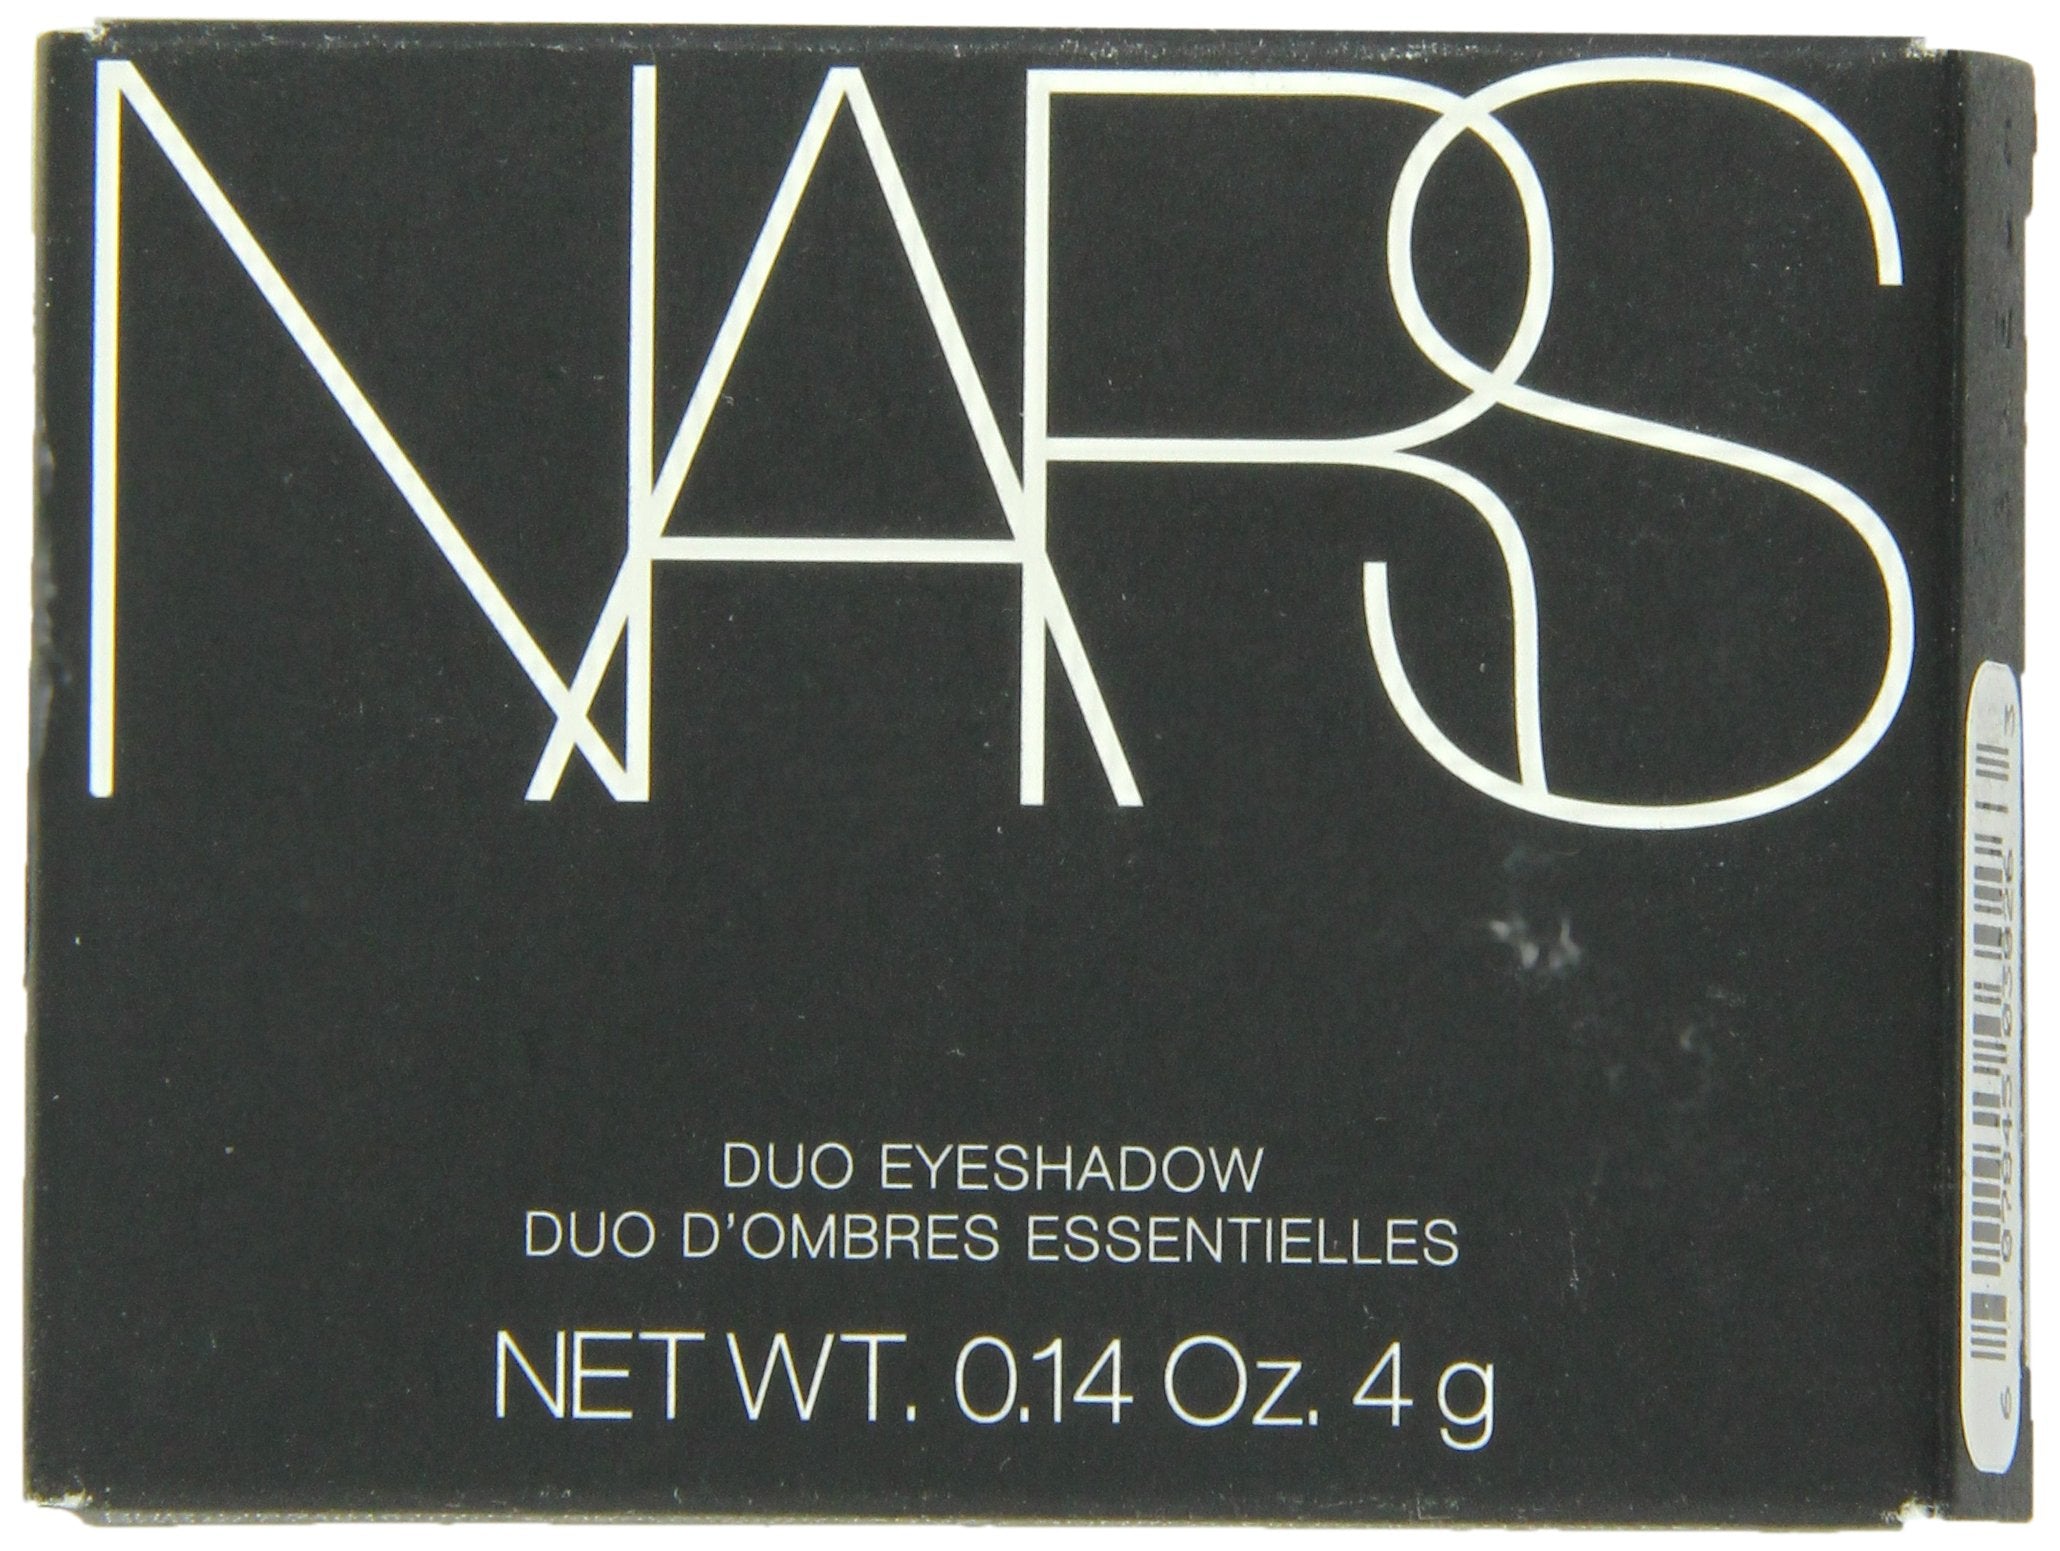 NARS
DUO EYESHADOW
DUO D'OMBRES ESSENTIELLES
NET WT. 0.14 Oz. 4 g